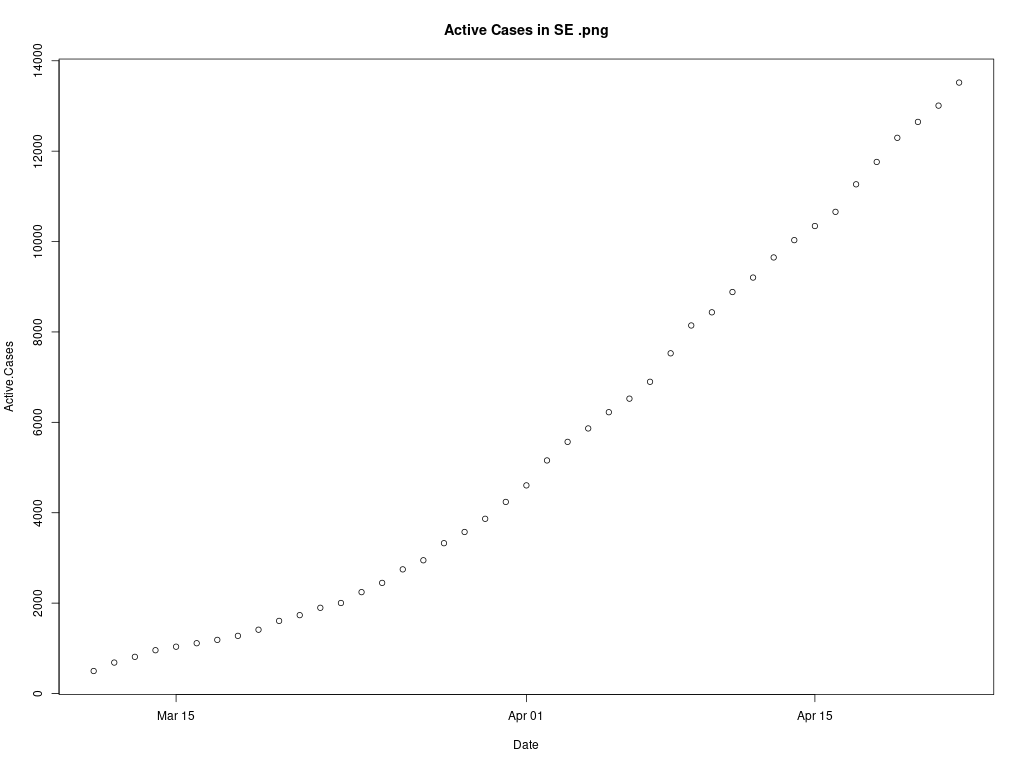 Active Cases in SE .png
14000
12000
10000
8000
6000
4000
2000
0
Active.Cases
Mar 15
Apr 01
Apr 15
Date